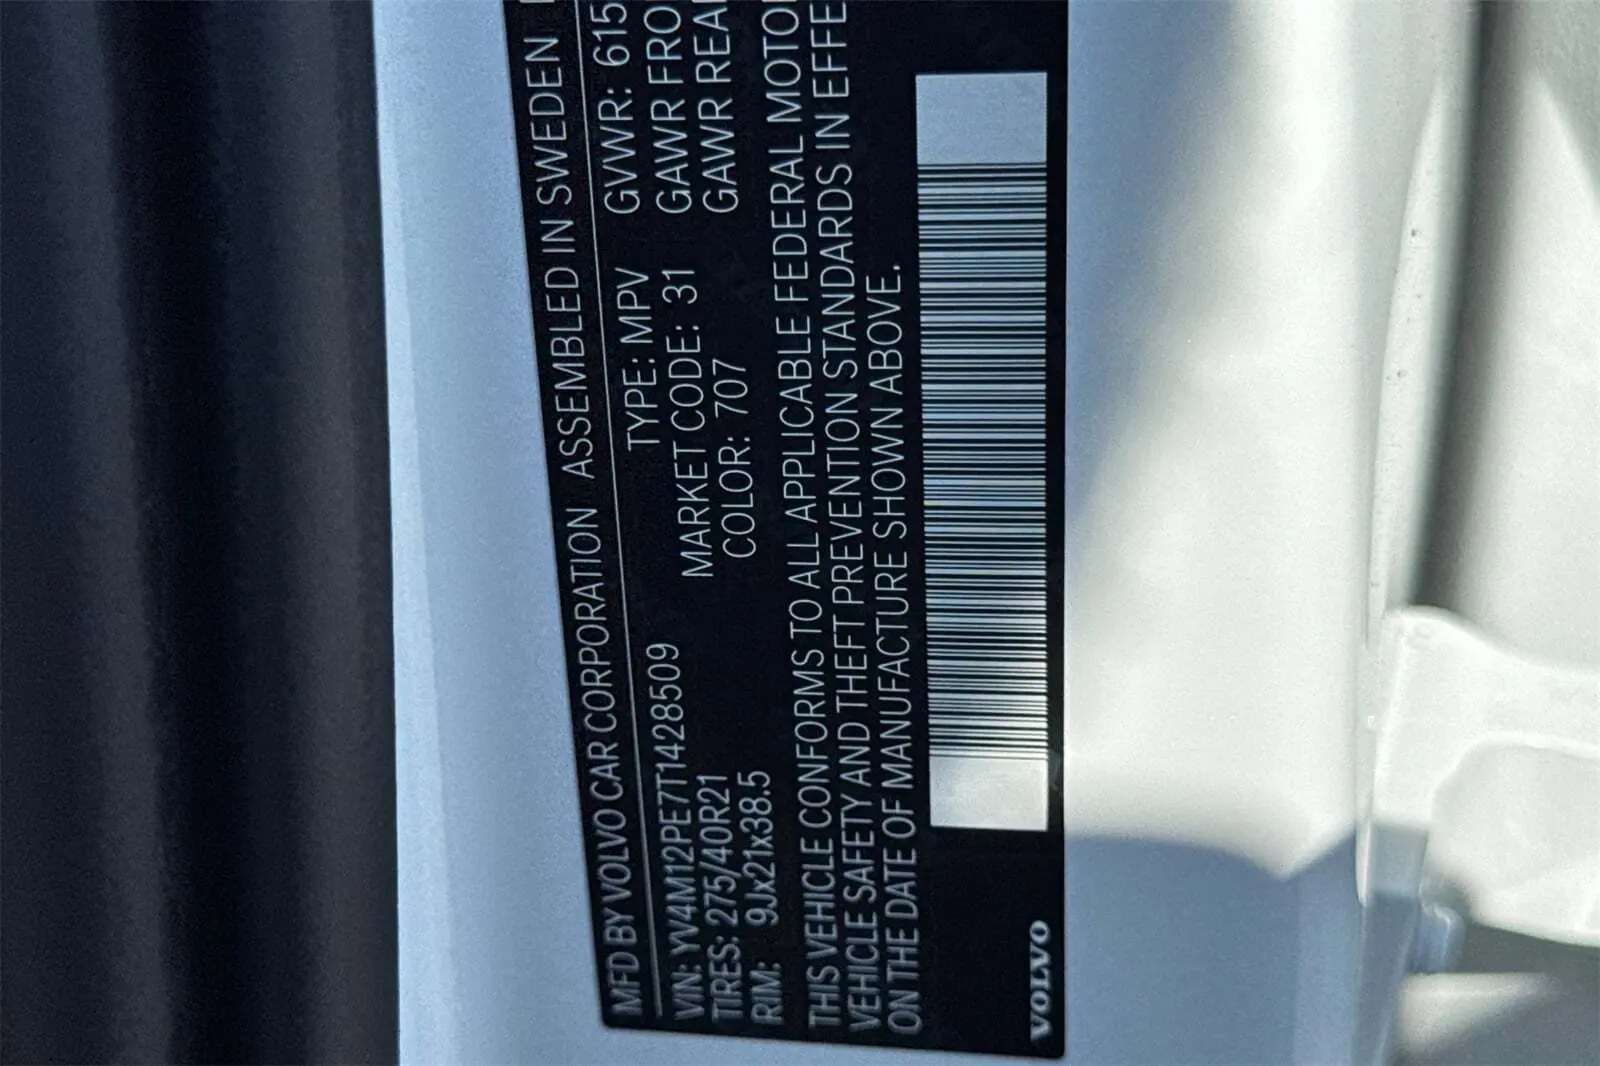 MFD BY VOLVO CAR CORPORATION ASSEMBLED IN SWEDEN
VIN: YV4M12PE7T1428509 TYPE: MPV GVWR: 615
TIRES: 275/40R21 MARKET CODE: 31 GAWR FRO
RIM: 9Jx21x38.5 COLOR: 707 GAWR REA
THIS VEHICLE CONFORMS TO ALL APPLICABLE FEDERAL MOTO
VEHICLE SAFETY AND THEFT PREVENTION STANDARDS IN EFFE
ON THE DATE OF MANUFACTURE SHOWN ABOVE.
VOLVO